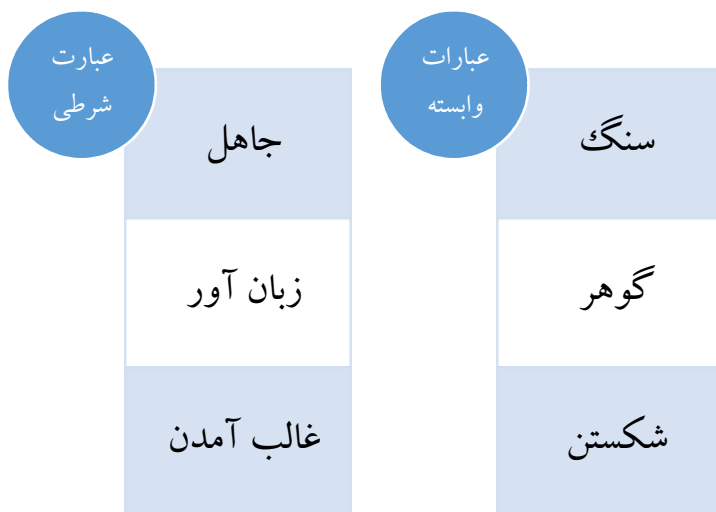 عبارات
وابسته
سنگ
گوهر
شکستن
عبارت
شرطی
جاهل
زبان آور
غالب آمدن